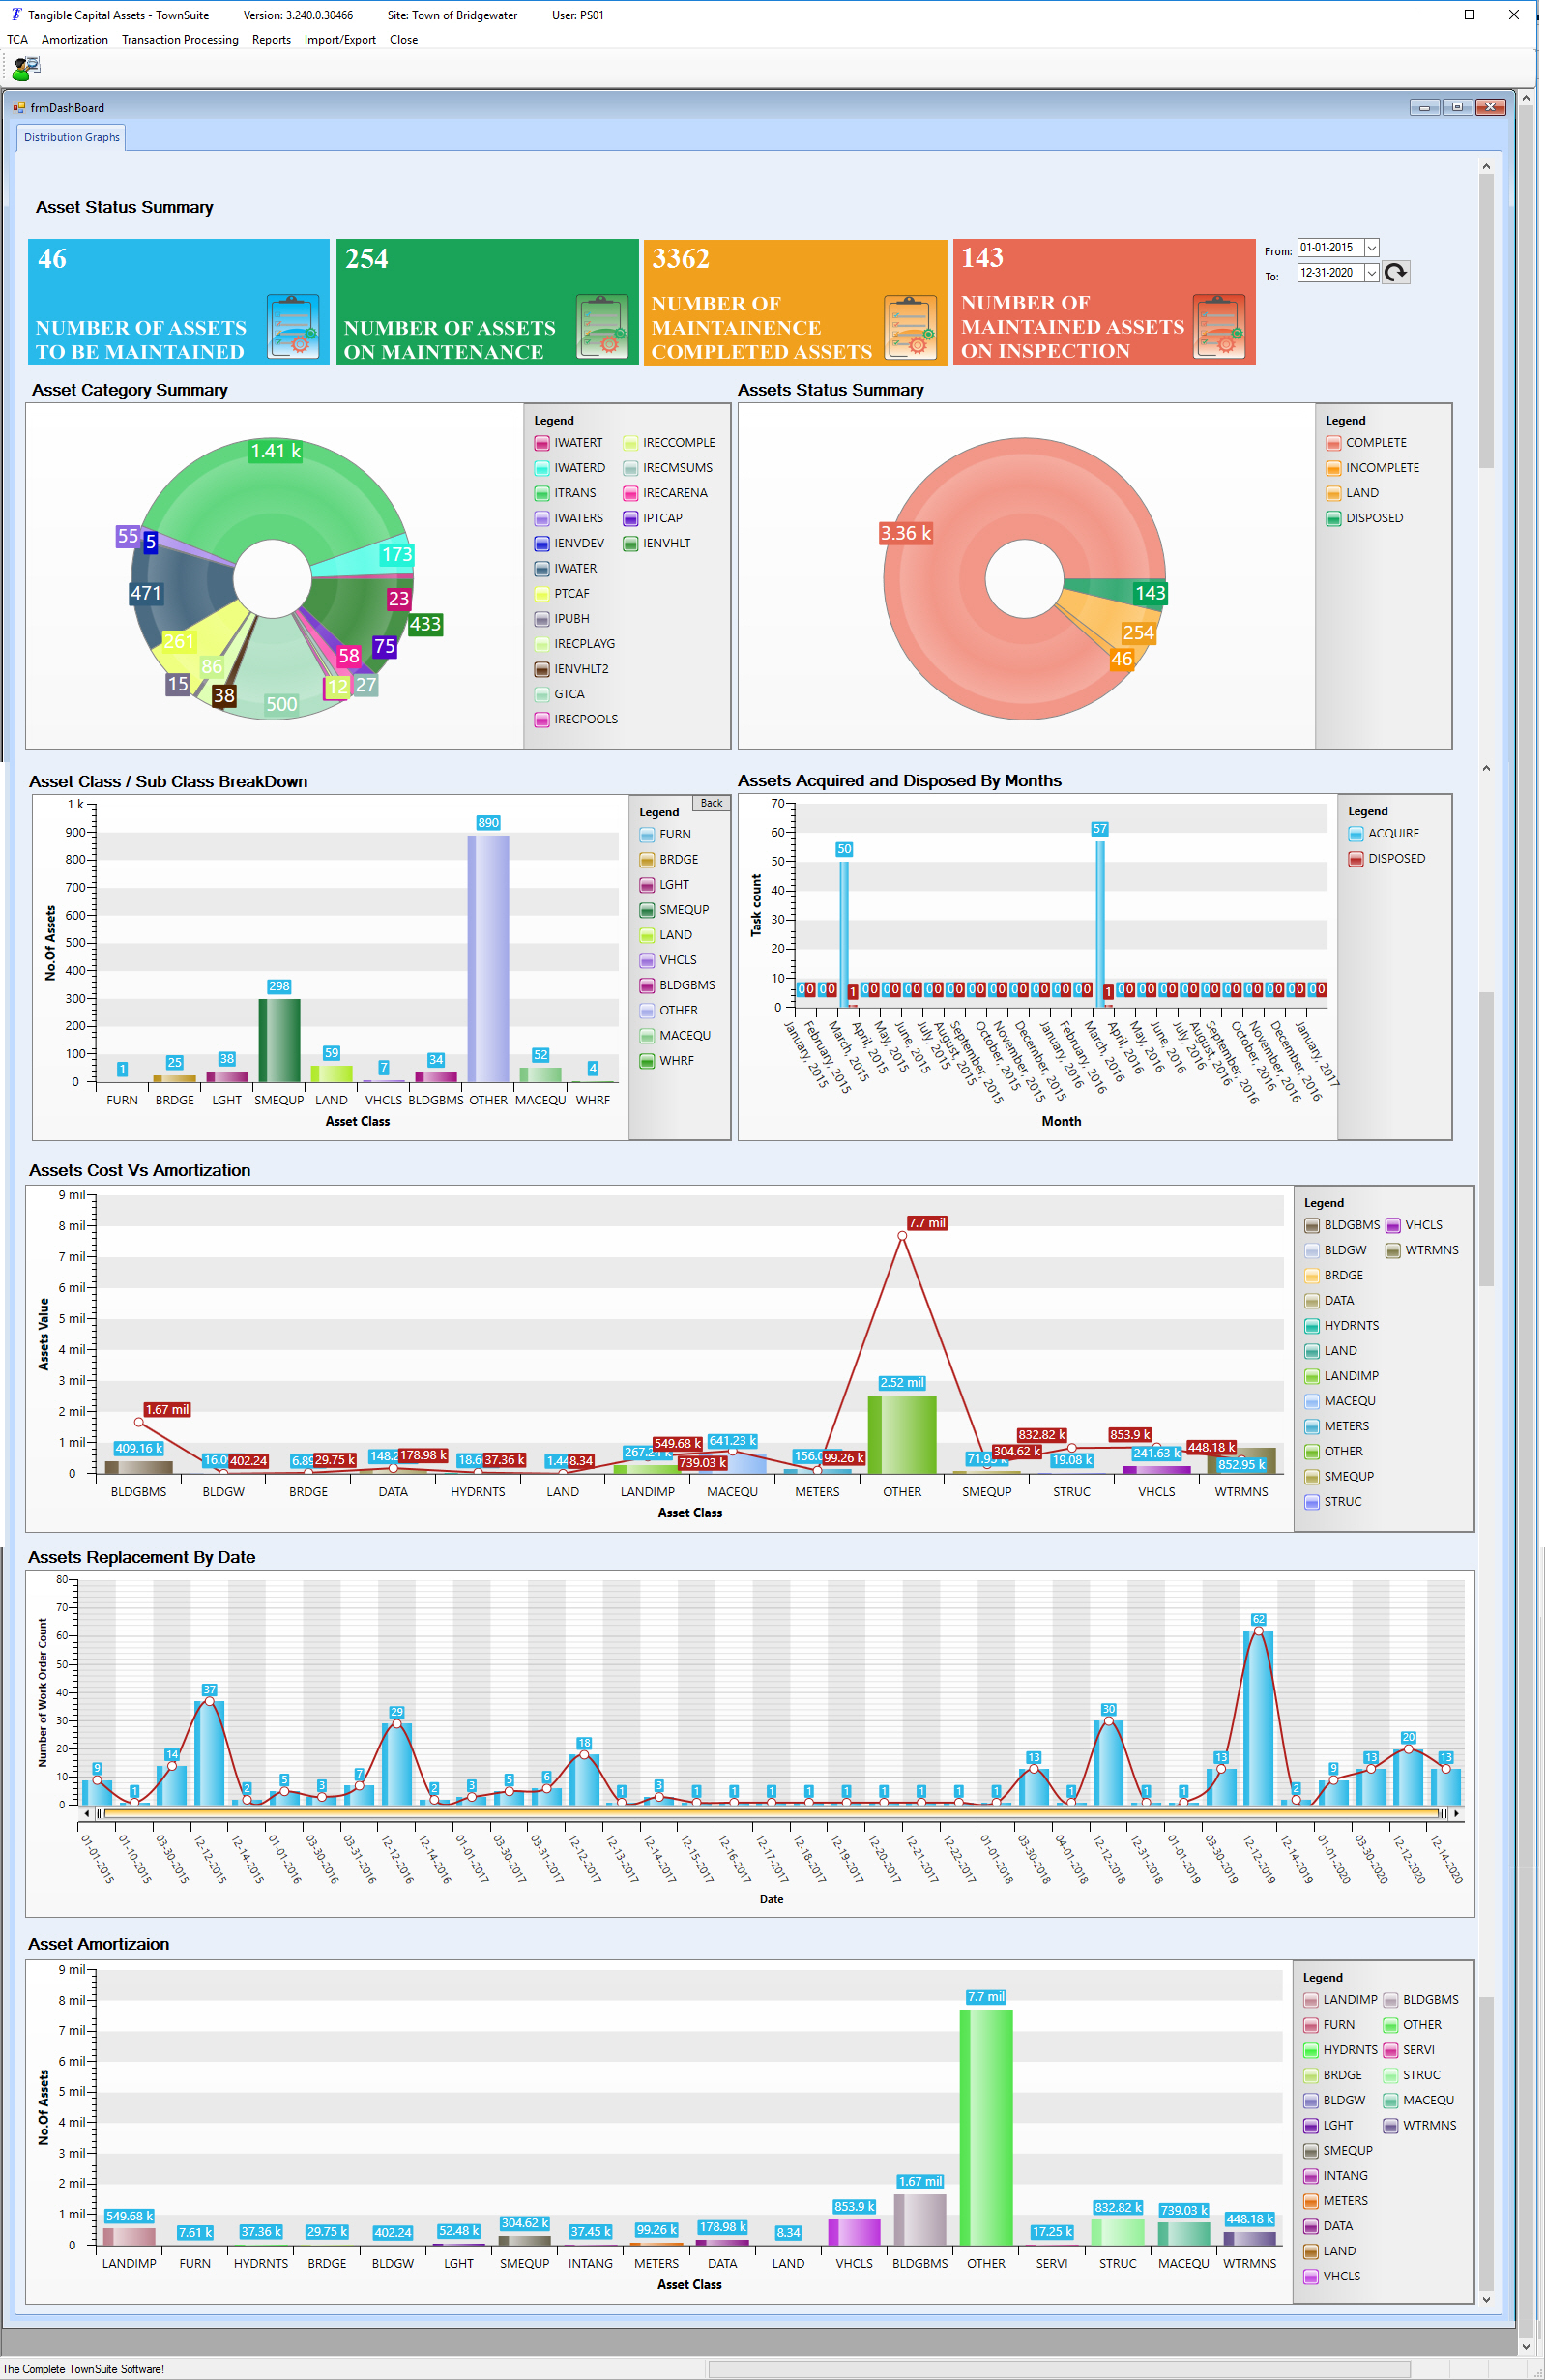 Tangible Capital Assets - TownSuite Version: 3.240.0.30466 Site: Town of Bridgewater User: PS01
TCA Amortization Transaction Processing Reports Import/Export Close
frmDashBoard
Distribution Graphs
Asset Status Summary
46
NUMBER OF ASSETS
TO BE MAINTAINED
254
NUMBER OF ASSETS
ON MAINTENANCE
3362
NUMBER OF
MAINTAINENCE
COMPLETED ASSETS
143
NUMBER OF
MAINTAINED ASSETS
ON INSPECTION
From: 01-01-2015
To: 12-31-2020
Asset Category Summary
1.41 k
55
5
173
471
23
433
261
75
58
86
15
38
12
27
500
Legend
IWATERT IRECCOMPLE
IWATERD IRECMSUMS
ITRANS IRECARENA
IWATERS IPTCAP
IENVDEV IENVHLT
IWATER
PTCAF
IPUBH
IRECPLAYG
IENVHLT2
GTCA
IRECPOOLS
Assets Status Summary
3.36 k
143
254
46
Legend
COMPLETE
INCOMPLETE
LAND
DISPOSED
Asset Class / Sub Class BreakDown
Back
No.Of Assets
1 k
900
800
700
600
500
400
300
200
100
0
1 25 38 298 59 7 34 890 52 4
FURN BRDGE LGHT SMEQUP LAND VHCLS BLDGBMS OTHER MACEQU WHRF
Asset Class
Legend
FURN
BRDGE
LGHT
SMEQUP
LAND
VHCLS
BLDGBMS
OTHER
MACEQU
WHRF
Assets Acquired and Disposed By Months
Task count
70
60
50
40
30
20
10
0
0 0 0 0 50 1 0 0 0 0 0 0 0 0 0 0 0 0 0 0 0 0 0 0 0 0 0 0 57 1 0 0 0 0 0 0 0 0 0 0 0 0 0 0 0 0 0 0 0 0
January, 2015
February, 2015
March, 2015
April, 2015
May, 2015
June, 2015
July, 2015
August, 2015
September, 2015
October, 2015
November, 2015
December, 2015
January, 2016
February, 2016
March, 2016
April, 2016
May, 2016
June, 2016
July, 2016
August, 2016
September, 2016
October, 2016
November, 2016
December, 2016
January, 2017
Month
Legend
ACQUIRE
DISPOSED
Assets Cost Vs Amortization
Assets Value
9 mil
8 mil
7 mil
6 mil
5 mil
4 mil
3 mil
2 mil
1 mil
0
1.67 mil
409.16 k
402.24
29.75 k
178.98 k
37.36 k
8.34
549.68 k
739.03 k
641.23 k
99.26 k
7.7 mil
2.52 mil
304.62 k
832.82 k
19.08 k
853.9 k
241.63 k
448.18 k
852.95 k
BLDGBMS BLDGW BRDGE DATA HYDRNTS LAND LANDIMP MACEQU METERS OTHER SMEQUP STRUC VHCLS WTRMNS
Asset Class
Legend
BLDGBMS VHCLS
BLDGW WTRMNS
BRDGE
DATA
HYDRNTS
LAND
LANDIMP
MACEQU
METERS
OTHER
SMEQUP
STRUC
Assets Replacement By Date
Number of Work Order Count
80
70
60
50
40
30
20
10
0
9 1 14 37 2 5 3 7 29 2 3 5 6 18 1 3 1 1 1 1 1 1 1 1 1 13 1 30 1 1 13 62 2 9 13 20 13
01-01-2015
01-10-2015
03-30-2015
12-12-2015
12-14-2015
01-01-2016
03-30-2016
03-31-2016
12-12-2016
12-14-2016
01-01-2017
03-30-2017
03-31-2017
12-12-2017
12-13-2017
12-14-2017
12-15-2017
12-16-2017
12-17-2017
12-18-2017
12-19-2017
12-20-2017
12-21-2017
12-22-2017
01-01-2018
03-30-2018
04-01-2018
12-12-2018
12-31-2018
01-01-2019
03-30-2019
12-12-2019
12-14-2019
01-01-2020
03-30-2020
12-12-2020
12-14-2020
Date
Asset Amortizaion
No.Of Assets
9 mil
8 mil
7 mil
6 mil
5 mil
4 mil
3 mil
2 mil
1 mil
0
549.68 k 7.61 k 37.36 k 29.75 k 402.24 52.48 k 304.62 k 37.45 k 99.26 k 178.98 k 8.34 853.9 k 1.67 mil 7.7 mil 17.25 k 832.82 k 739.03 k 448.18 k
LANDIMP FURN HYDRNTS BRDGE BLDGW LGHT SMEQUP INTANG METERS DATA LAND VHCLS BLDGBMS OTHER SERVI STRUC MACEQU WTRMNS
Asset Class
Legend
LANDIMP BLDGBMS
FURN OTHER
HYDRNTS SERVI
BRDGE STRUC
BLDGW MACEQU
LGHT WTRMNS
SMEQUP
INTANG
METERS
DATA
LAND
VHCLS
The Complete TownSuite Software!